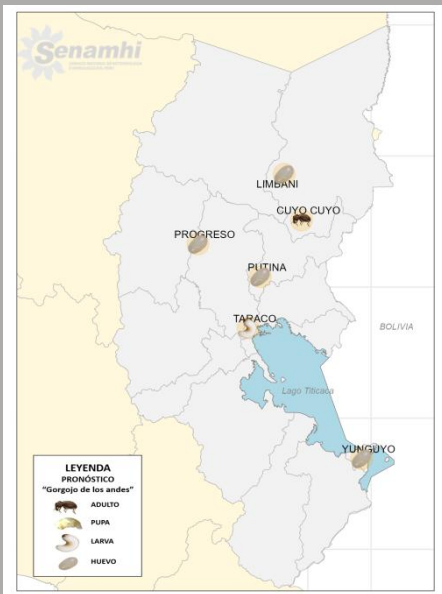 Senamhi
LIMBANI
CUYO CUYO
PROGRESO
PUTINA
TARACO
BOLIVIA
Lago Titicaca
YUNGUYO
LEYENDA
PRONÓSTICO
"Gorgojo de los andes"
ADULTO
PUPA
LARVA
HUEVO